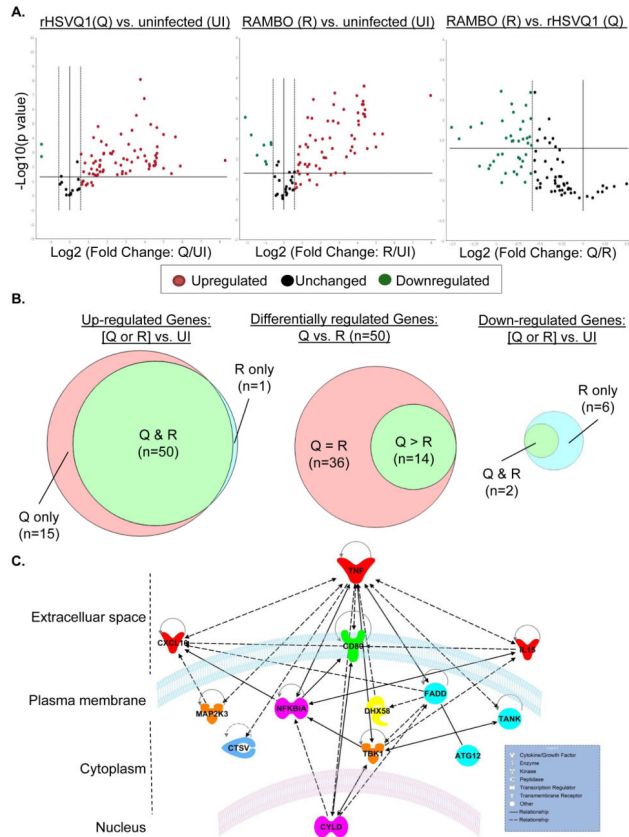 A.
rHSVQ1(Q) vs. uninfected (UI)
RAMBO (R) vs. uninfected (UI)
RAMBO (R) vs. rHSVQ1 (Q)
-Log10(p value)
Log2 (Fold Change: Q/UI)
Log2 (Fold Change: R/UI)
Log2 (Fold Change: Q/R)
Upregulated
Unchanged
Downregulated
B.
Up-regulated Genes:
[Q or R] vs. UI
Differentially regulated Genes:
Q vs. R (n=50)
Down-regulated Genes:
[Q or R] vs. UI
R only
(n=1)
Q & R
(n=50)
Q only
(n=15)
Q = R
(n=36)
Q > R
(n=14)
R only
(n=6)
Q & R
(n=2)
C.
TNF
Extracelluar space
CXCL10
CD80
IL15
Plasma membrane
MAP2K3
NFKBIA
DHX58
FADD
TANK
CTSV
TBK1
ATG12
Cytoplasm
Nucleus
CYLD
Cytokine/Growth Factor
Enzyme
Kinase
Peptidase
Transcription Regulator
Transmembrane Receptor
Other
Relationship
Relationship